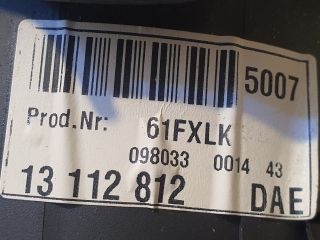 5007
Prod.Nr: 61FXLK
098033 0014 43
13 112 812 DAE